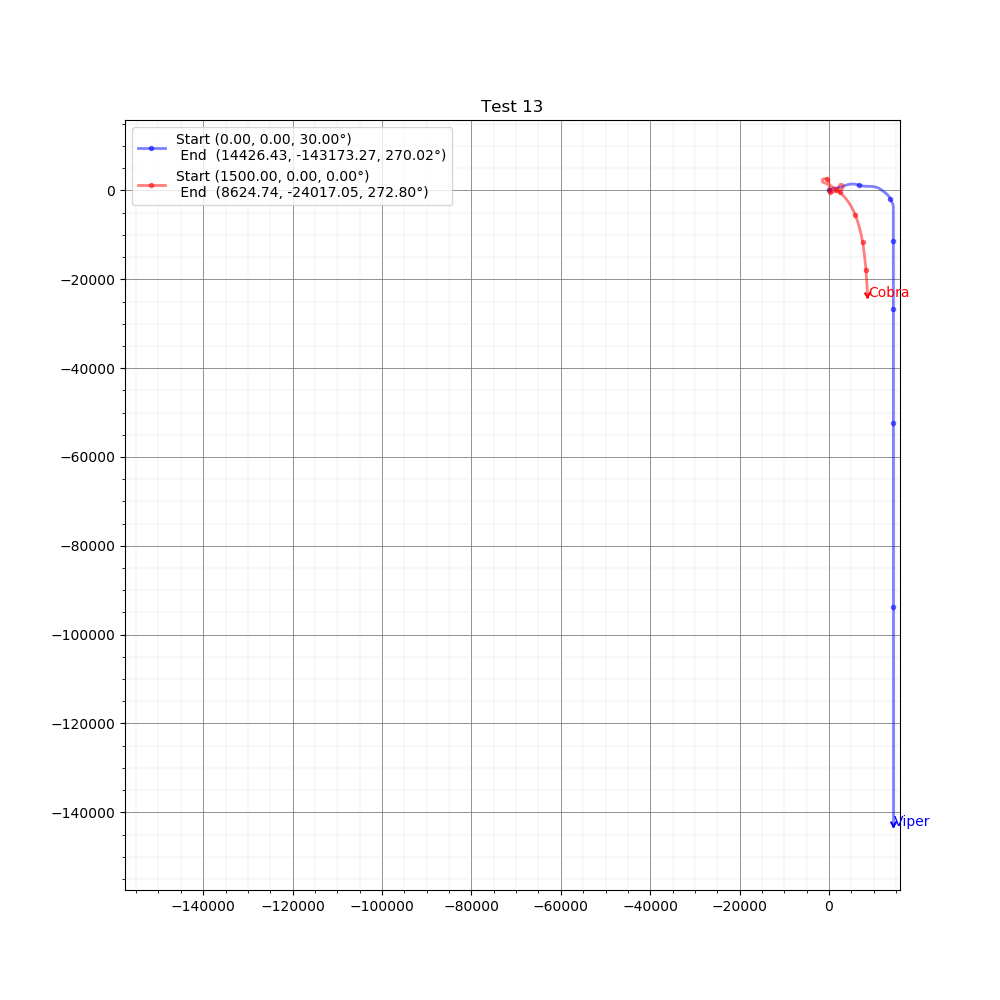 Test 13
Start (0.00, 0.00, 30.00°)
End (14426.43, -143173.27, 270.02°)
Start (1500.00, 0.00, 0.00°)
End (8624.74, -24017.05, 272.80°)
0
−20000
Cobra
−40000
−60000
−80000
−100000
−120000
−140000
Viper
−140000 −120000 −100000 −80000 −60000 −40000 −20000 0